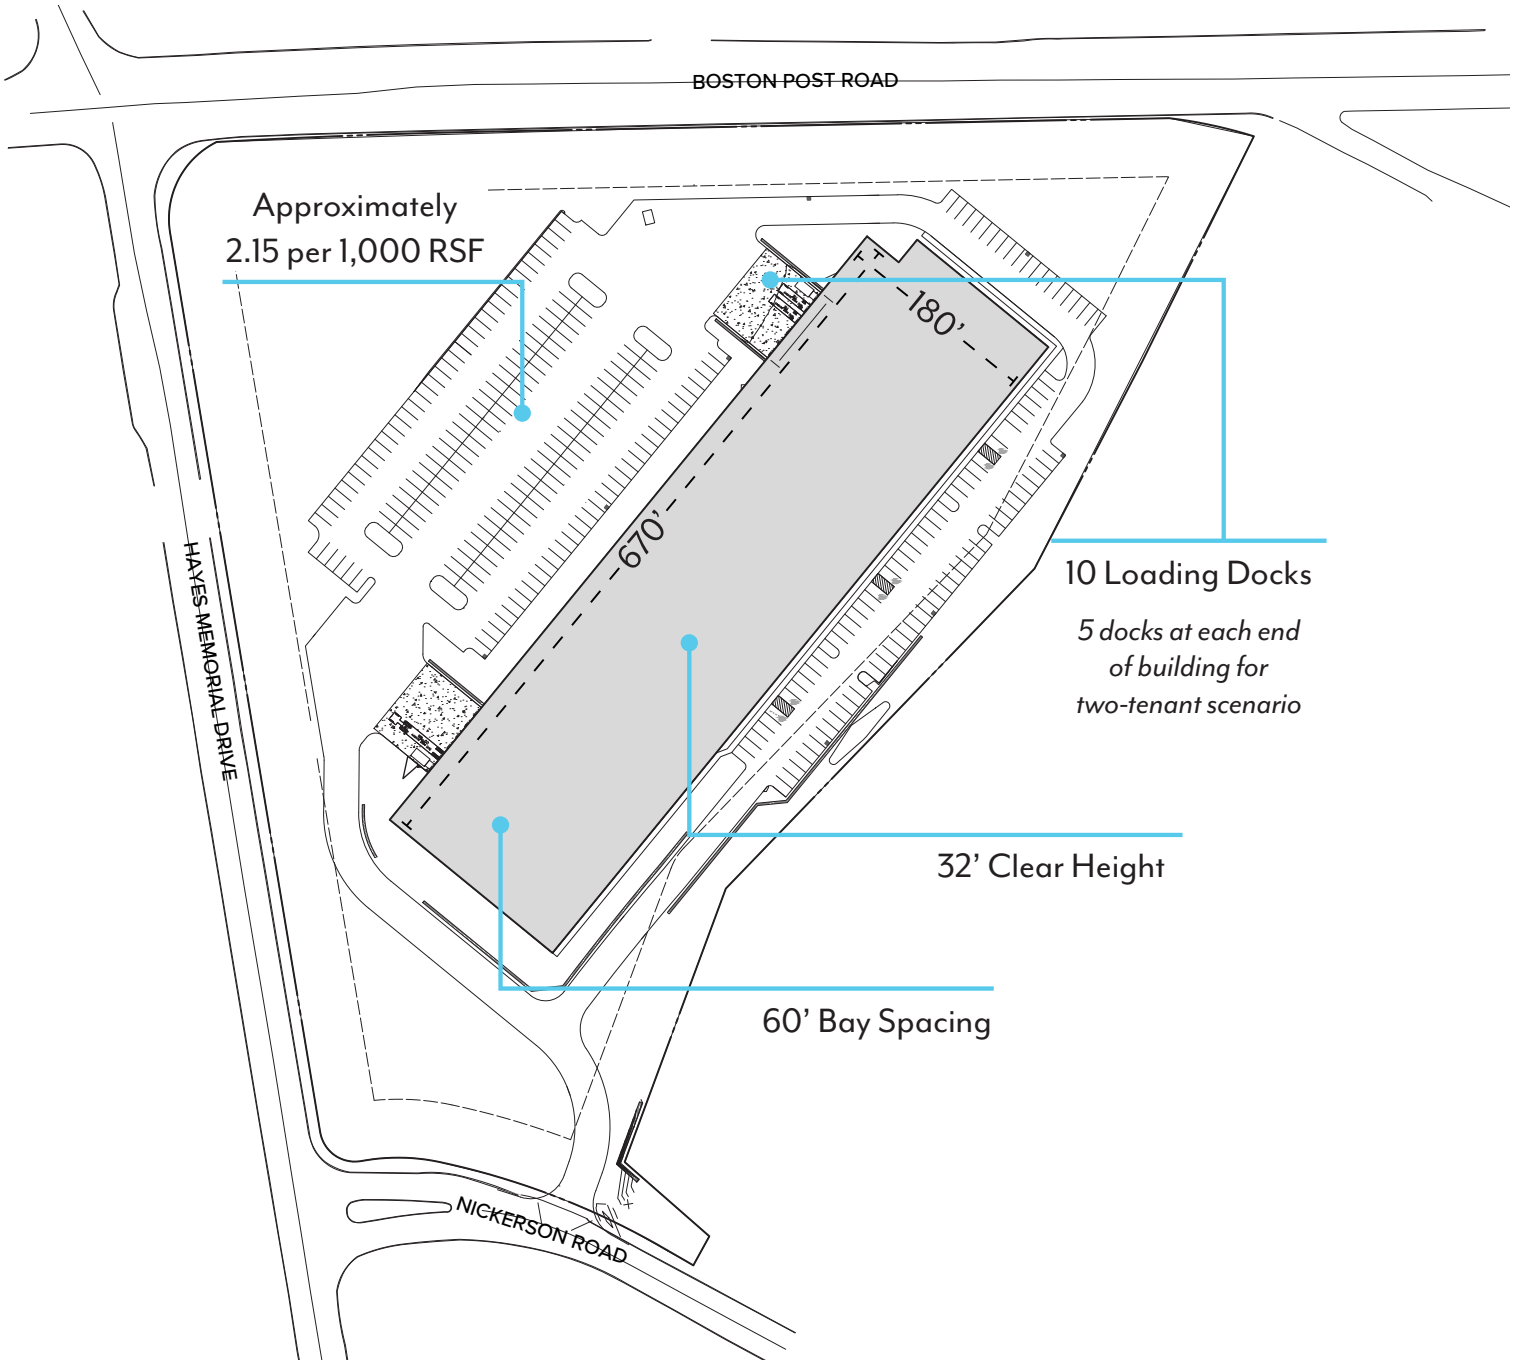 BOSTON POST ROAD
Approximately
2.15 per 1,000 RSF
180’
670’
10 Loading Docks
5 docks at each end
of building for
two-tenant scenario
HAYES MEMORIAL DRIVE
32’ Clear Height
60’ Bay Spacing
NICKERSON ROAD